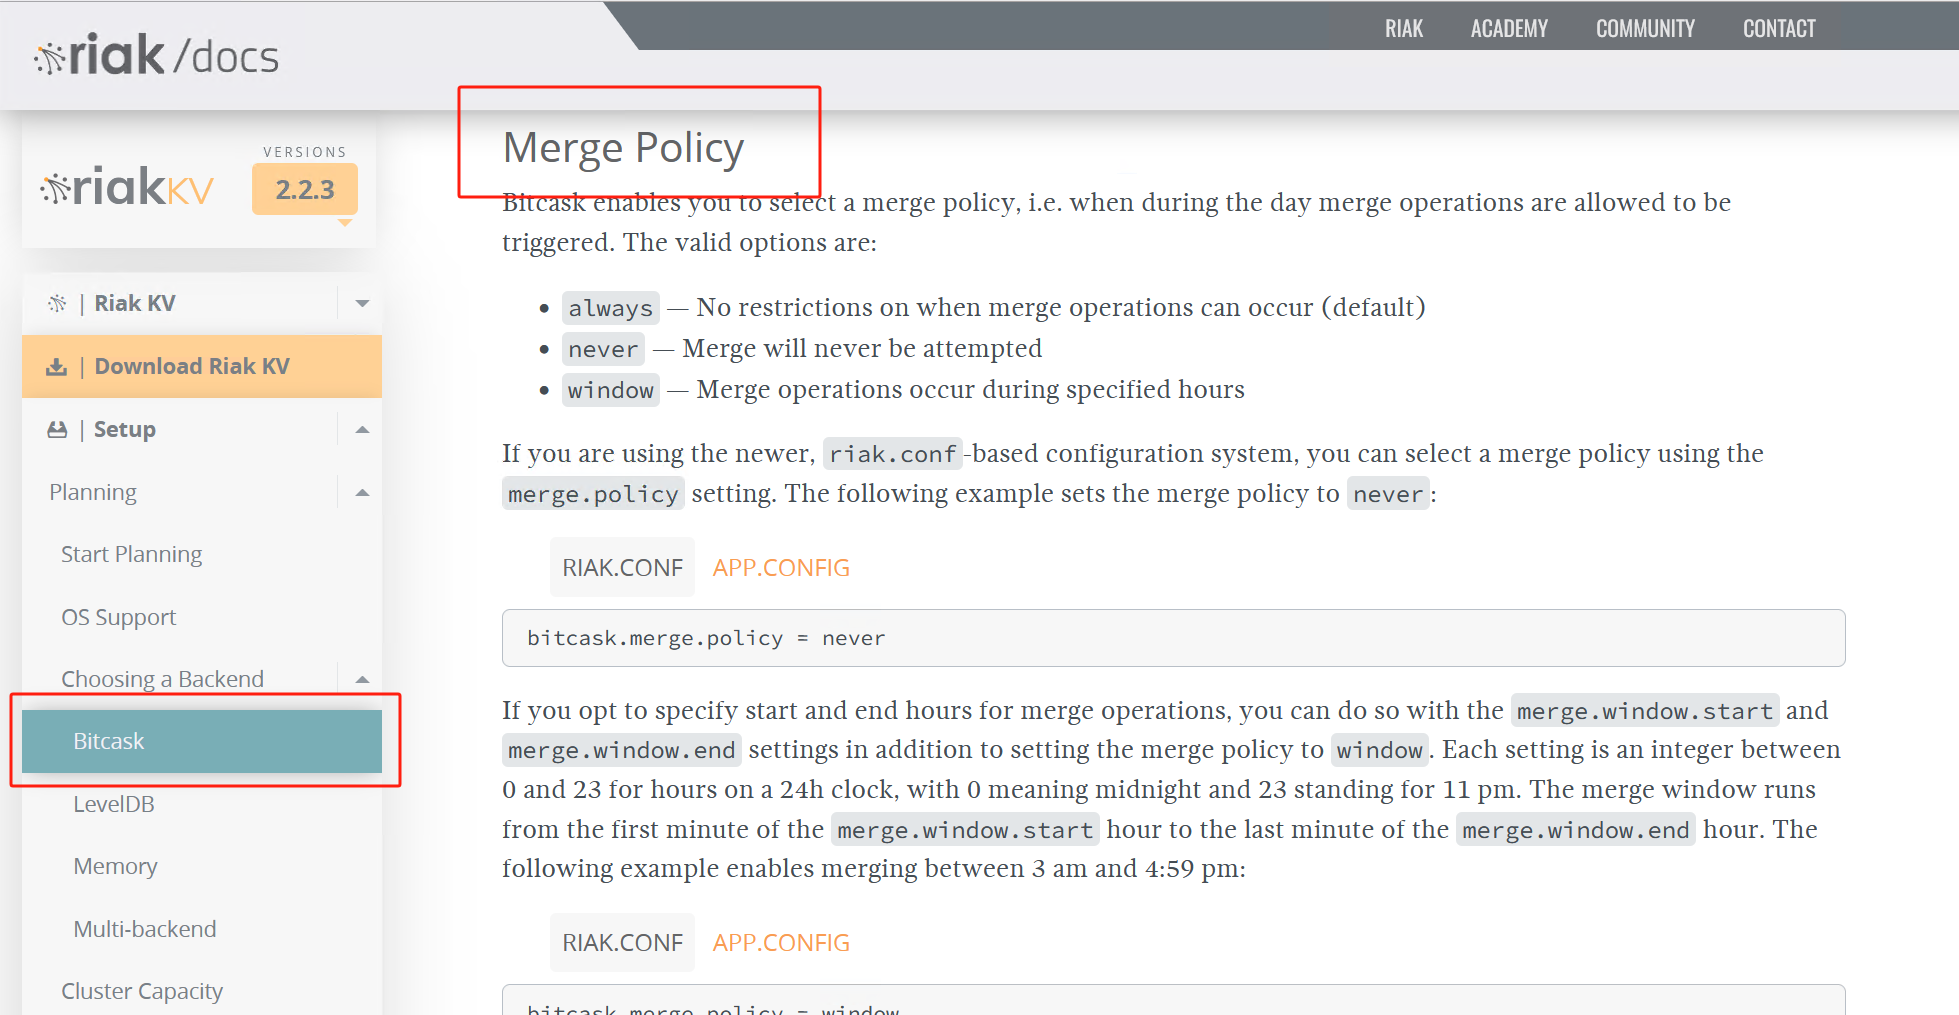 riak /docs
RIAK ACADEMY COMMUNITY CONTACT
VERSIONS
riak KV 2.2.3
| Riak KV
| Download Riak KV
| Setup
Planning
Start Planning
OS Support
Choosing a Backend
Bitcask
LevelDB
Memory
Multi-backend
Cluster Capacity
Merge Policy
Bitcask enables you to select a merge policy, i.e. when during the day merge operations are allowed to be
triggered. The valid options are:
• always — No restrictions on when merge operations can occur (default)
• never — Merge will never be attempted
• window — Merge operations occur during specified hours
If you are using the newer, riak.conf-based configuration system, you can select a merge policy using the
merge.policy setting. The following example sets the merge policy to never:
RIAK.CONF APP.CONFIG
bitcask.merge.policy = never
If you opt to specify start and end hours for merge operations, you can do so with the merge.window.start and
merge.window.end settings in addition to setting the merge policy to window. Each setting is an integer between
0 and 23 for hours on a 24h clock, with 0 meaning midnight and 23 standing for 11 pm. The merge window runs
from the first minute of the merge.window.start hour to the last minute of the merge.window.end hour. The
following example enables merging between 3 am and 4:59 pm:
RIAK.CONF APP.CONFIG
bitcask.merge.policy = window